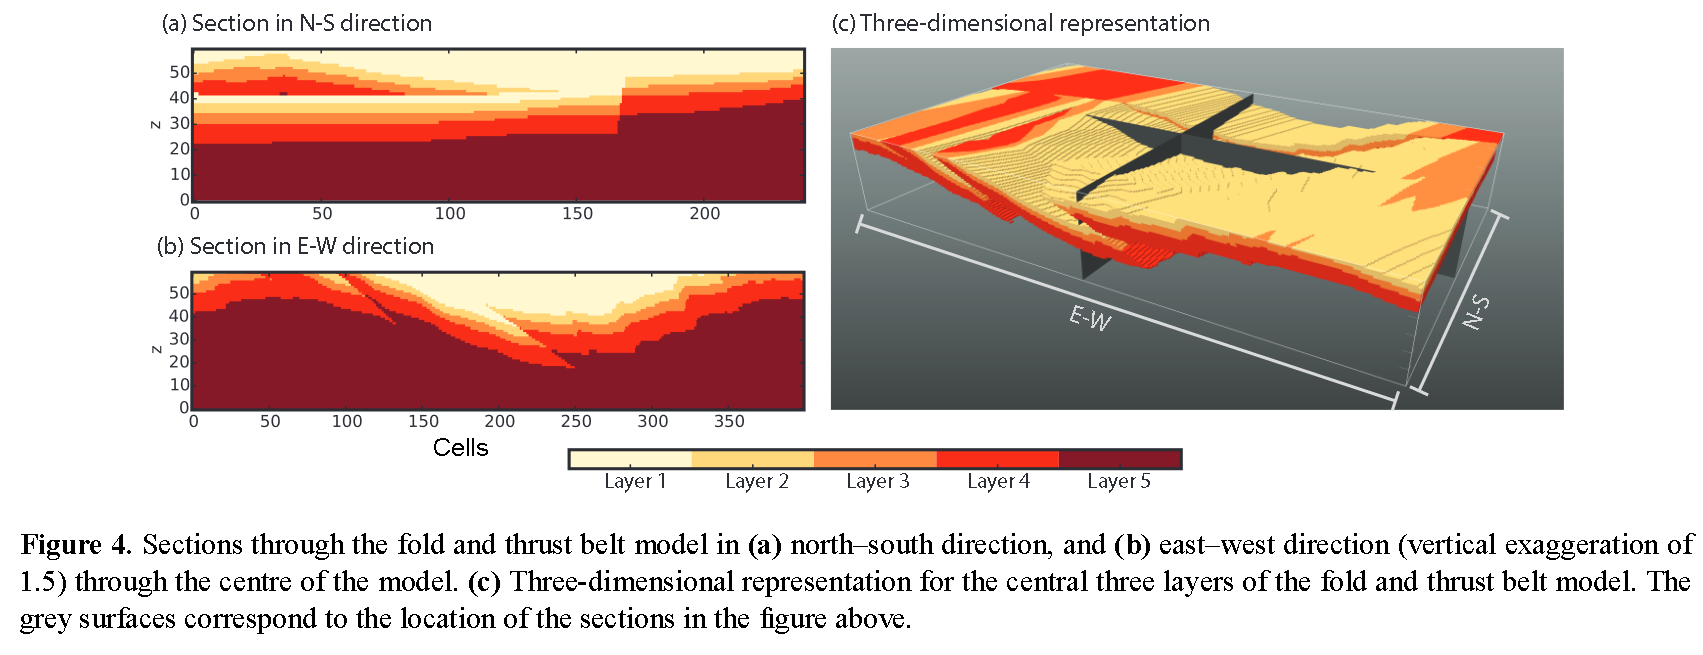 (a) Section in N-S direction
z
50
40
30
20
10
0
0 50 100 150 200
(b) Section in E-W direction
z
50
40
30
20
10
0
0 50 100 150 200 250 300 350
Cells
(c) Three-dimensional representation
E-W
N-S
Layer 1 Layer 2 Layer 3 Layer 4 Layer 5
Figure 4. Sections through the fold and thrust belt model in (a) north–south direction, and (b) east–west direction (vertical exaggeration of
1.5) through the centre of the model. (c) Three-dimensional representation for the central three layers of the fold and thrust belt model. The
grey surfaces correspond to the location of the sections in the figure above.